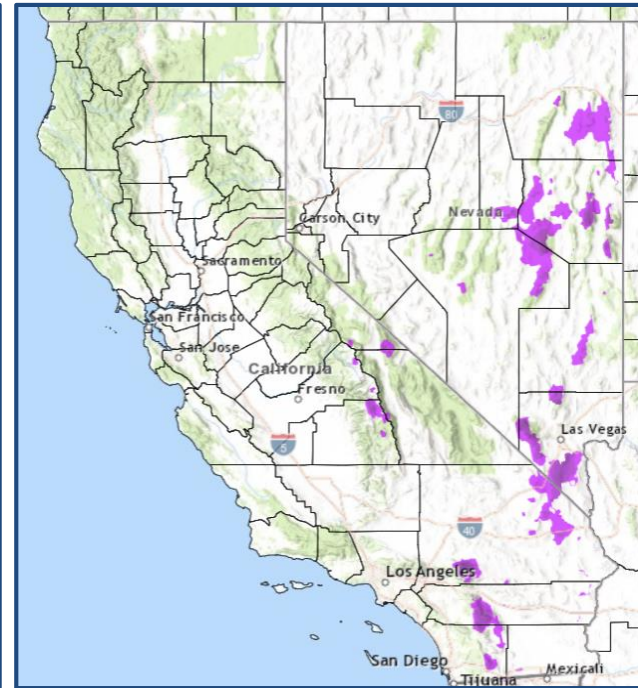 80
Nevada
Carson City
Sacramento
San Francisco
San Jose
California
Fresno
Las Vegas
5
40
Los Angeles
San Diego
Mexicali
Tijuana